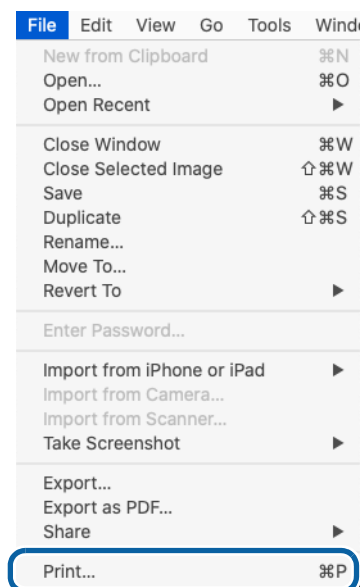 File Edit View Go Tools Wind
New from Clipboard ⌘N
Open... ⌘O
Open Recent ▶
Close Window ⌘W
Close Selected Image ⇧⌘W
Save ⌘S
Duplicate ⇧⌘S
Rename...
Move To...
Revert To ▶
Enter Password...
Import from iPhone or iPad ▶
Import from Camera...
Import from Scanner...
Take Screenshot ▶
Export...
Export as PDF...
Share ▶
Print... ⌘P